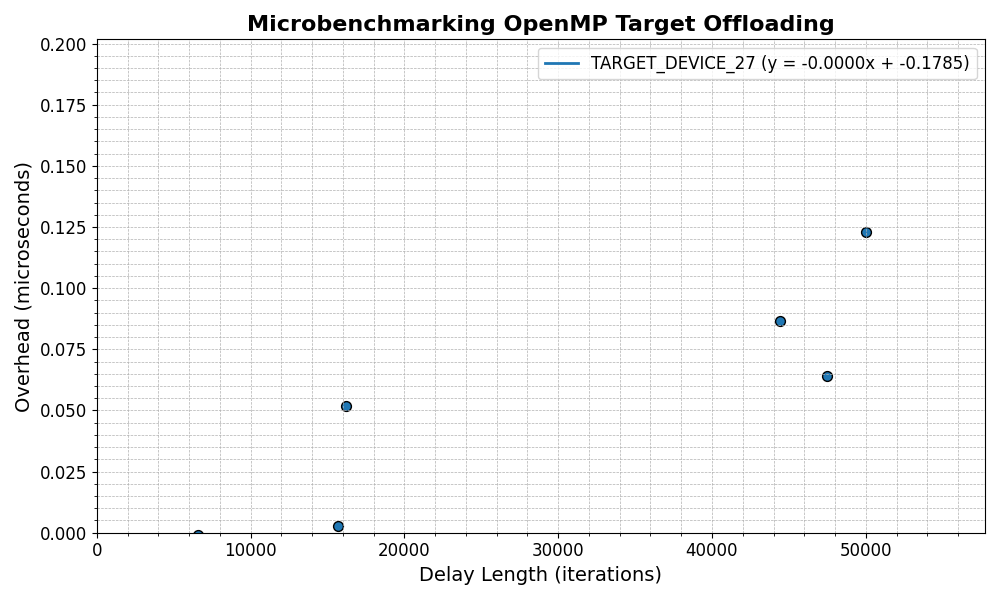 Microbenchmarking OpenMP Target Offloading
TARGET_DEVICE_27 (y = -0.0000x + -0.1785)
Overhead (microseconds)
0.200
0.175
0.150
0.125
0.100
0.075
0.050
0.025
0.000
0 10000 20000 30000 40000 50000
Delay Length (iterations)